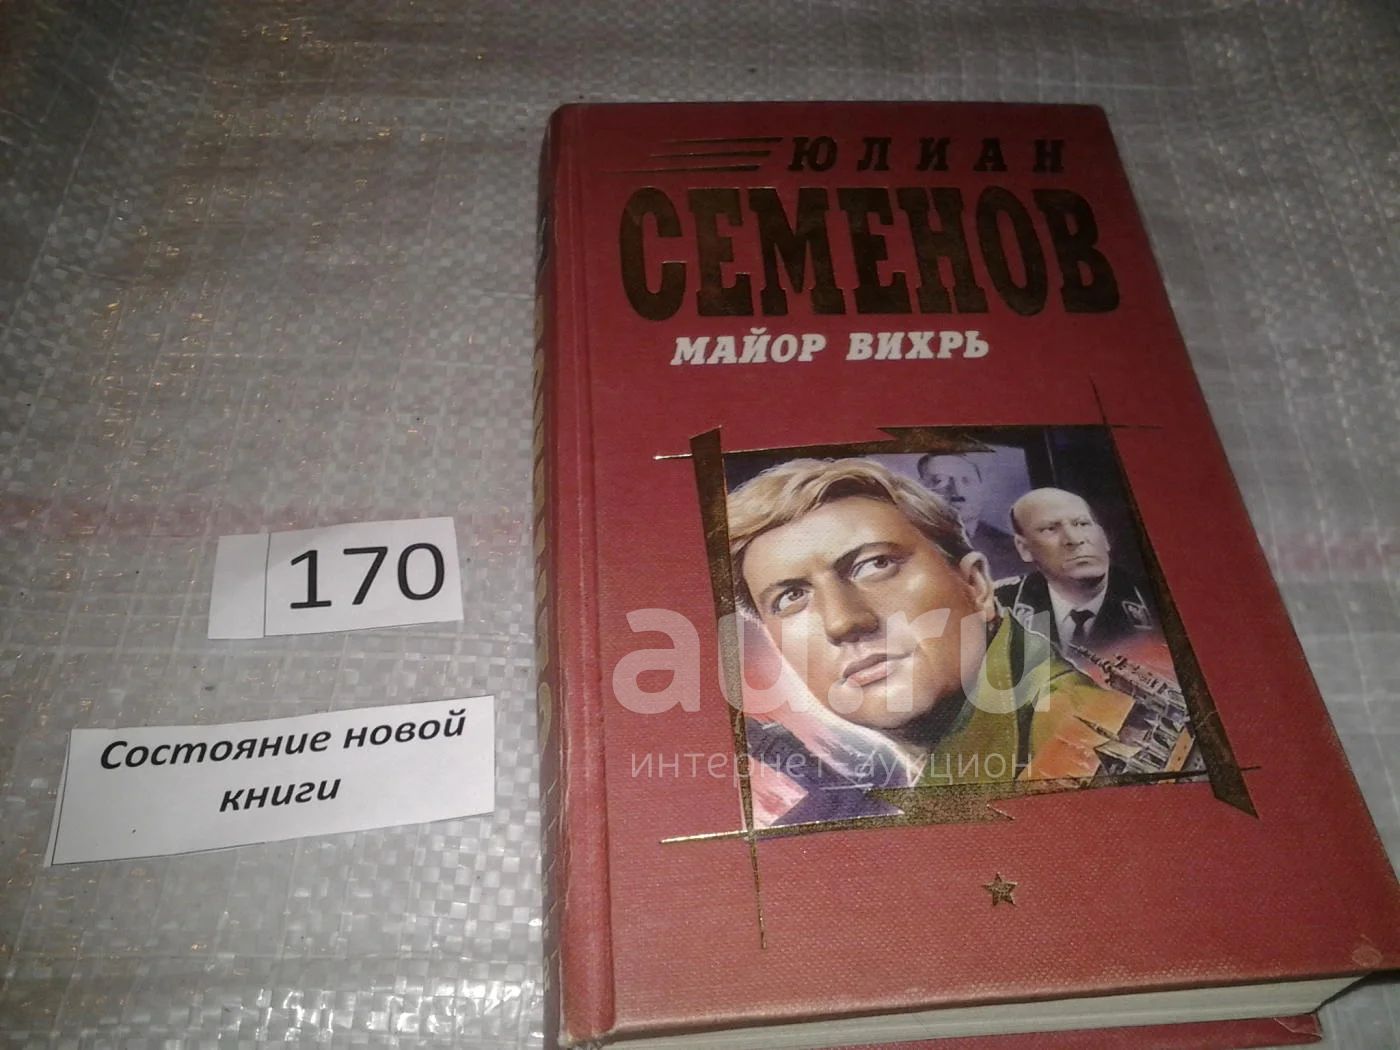 ЮЛИАН
СЕМЕНОВ
МАЙОР ВИХРЬ
170
Состояние новой
книги
au.ru
интернет-аукцион